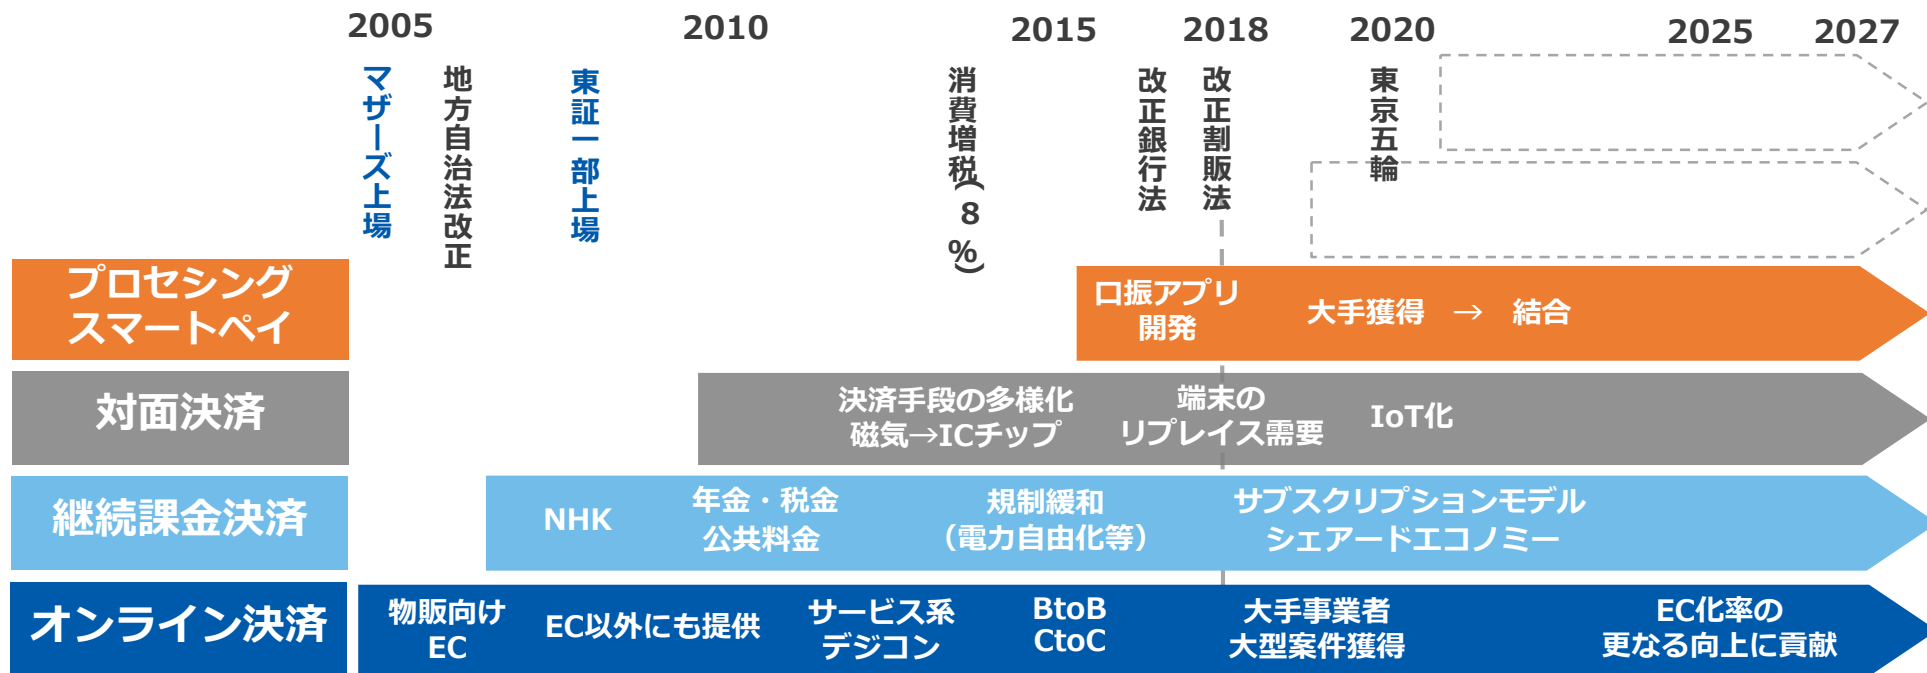 2005 2010 2015 2018 2020 2025 2027
マザーズ上場
地方自治法改正
東証一部上場
消費増税(8%)
改正銀行法
改正割販法
東京五輪
プロセシング
スマートペイ
口振アプリ
開発
大手獲得 → 結合
対面決済
決済手段の多様化
磁気→ICチップ
端末の
リプレイス需要
IoT化
継続課金決済
NHK
年金・税金
公共料金
規制緩和
（電力自由化等）
サブスクリプションモデル
シェアードエコノミー
オンライン決済
物販向け
EC
EC以外にも提供
サービス系
デジコン
BtoB
CtoC
大手事業者
大型案件獲得
EC化率の
更なる向上に貢献